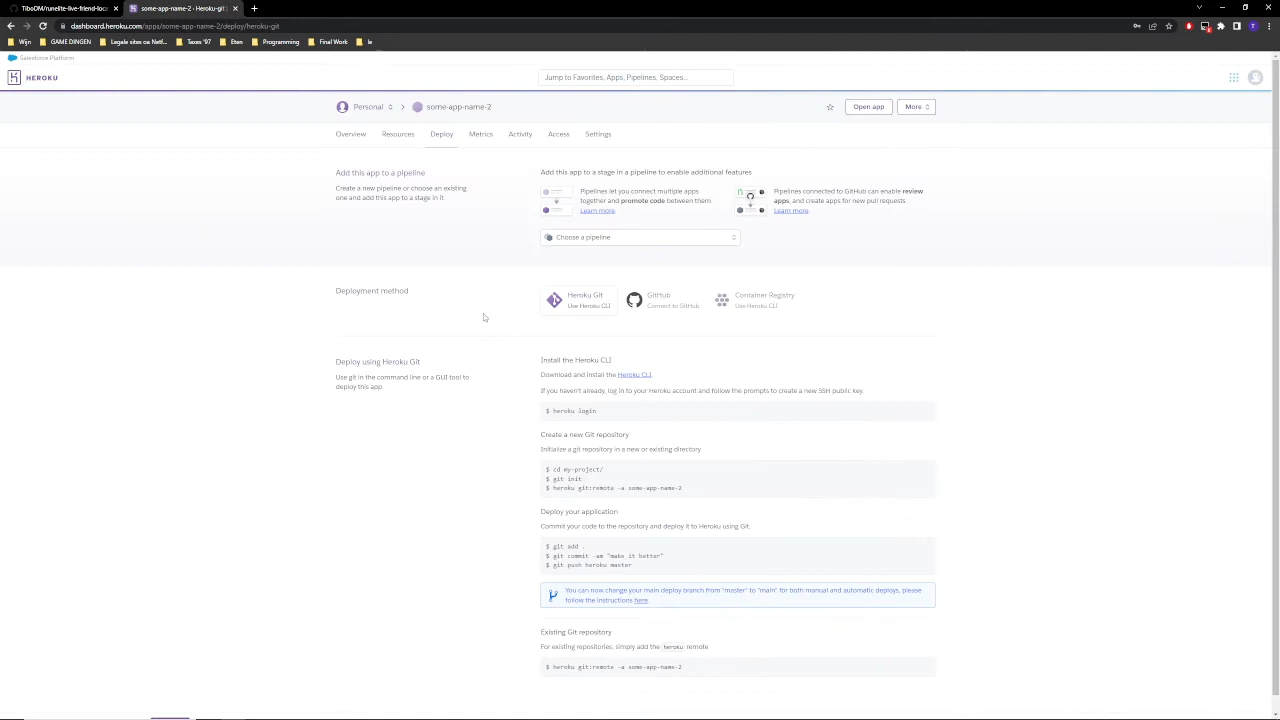 TiboDM/runelite-live-friend-loca
some-app-name-2 · Heroku-git |
dashboard.heroku.com/apps/some-app-name-2/deploy/heroku-git
Wijn
GAME DINGEN
Legale sites oa Netf...
Taxes '97
Eten
Programming
Final Work
Ie
Salesforce Platform
HEROKU
Jump to Favorites, Apps, Pipelines, Spaces...
Personal
some-app-name-2
Open app
More
Overview
Resources
Deploy
Metrics
Activity
Access
Settings
Add this app to a pipeline
Create a new pipeline or choose an existing
one and add this app to a stage in it.
Add this app to a stage in a pipeline to enable additional features
Pipelines let you connect multiple apps
together and promote code between them.
Learn more.
Pipelines connected to GitHub can enable review
apps, and create apps for new pull requests.
Learn more.
Choose a pipeline
Deployment method
Heroku Git
Use Heroku CLI
GitHub
Connect to GitHub
Container Registry
Use Heroku CLI
Deploy using Heroku Git
Use git in the command line or a GUI tool to
deploy this app.
Install the Heroku CLI
Download and install the Heroku CLI.
If you haven't already, log in to your Heroku account and follow the prompts to create a new SSH public key.
$ heroku login
Create a new Git repository
Initialize a git repository in a new or existing directory
$ cd my-project/
$ git init
$ heroku git:remote -a some-app-name-2
Deploy your application
Commit your code to the repository and deploy it to Heroku using Git.
$ git add .
$ git commit -am "make it better"
$ git push heroku master
You can now change your main deploy branch from "master" to "main" for both manual and automatic deploys, please
follow the instructions here.
Existing Git repository
For existing repositories, simply add the heroku remote
$ heroku git:remote -a some-app-name-2